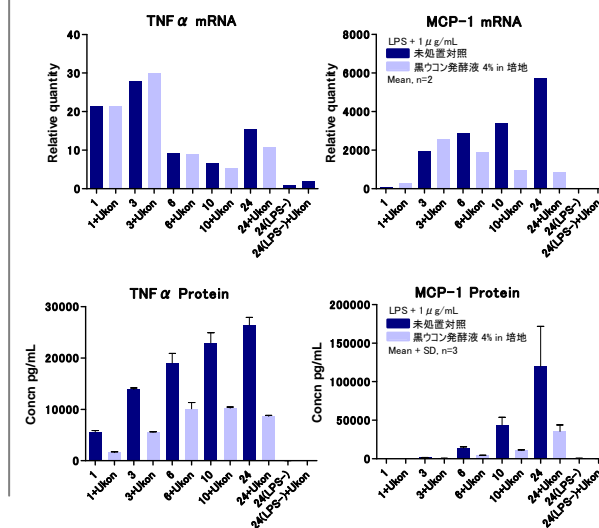 TNF α mRNA
Relative quantity
40
30
20
10
0
1
1+Ukon
3
3+Ukon
6
6+Ukon
10
10+Ukon
24
24+Ukon
24(LPS-)
24(LPS-)+Ukon
MCP-1 mRNA
LPS + 1 μg/mL
未処置対照
黒ウコン発酵液 4% in 培地
Mean, n=2
Relative quantity
8000
6000
4000
2000
0
1
1+Ukon
3
3+Ukon
6
6+Ukon
10
10+Ukon
24
24+Ukon
24(LPS-)
24(LPS-)+Ukon
TNF α Protein
Concn pg/mL
30000
20000
10000
0
1
1+Ukon
3
3+Ukon
6
6+Ukon
10
10+Ukon
24
24+Ukon
24(LPS-)
24(LPS-)+Ukon
MCP-1 Protein
LPS + 1 μg/mL
未処置対照
黒ウコン発酵液 4% in 培地
Mean + SD, n=3
Concn pg/mL
200000
150000
100000
50000
0
1
1+Ukon
3
3+Ukon
6
6+Ukon
10
10+Ukon
24
24+Ukon
24(LPS-)
24(LPS-)+Ukon